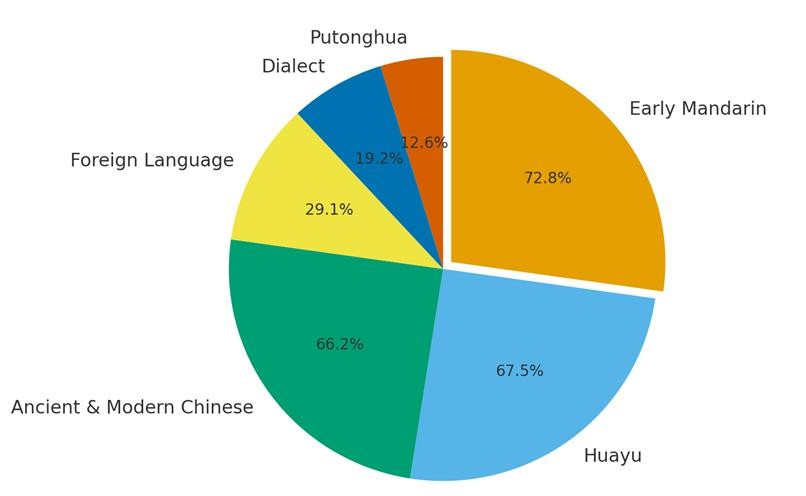 Putonghua
Dialect
Early Mandarin
Foreign Language
12.6%
19.2%
72.8%
29.1%
66.2%
67.5%
Ancient & Modern Chinese
Huayu